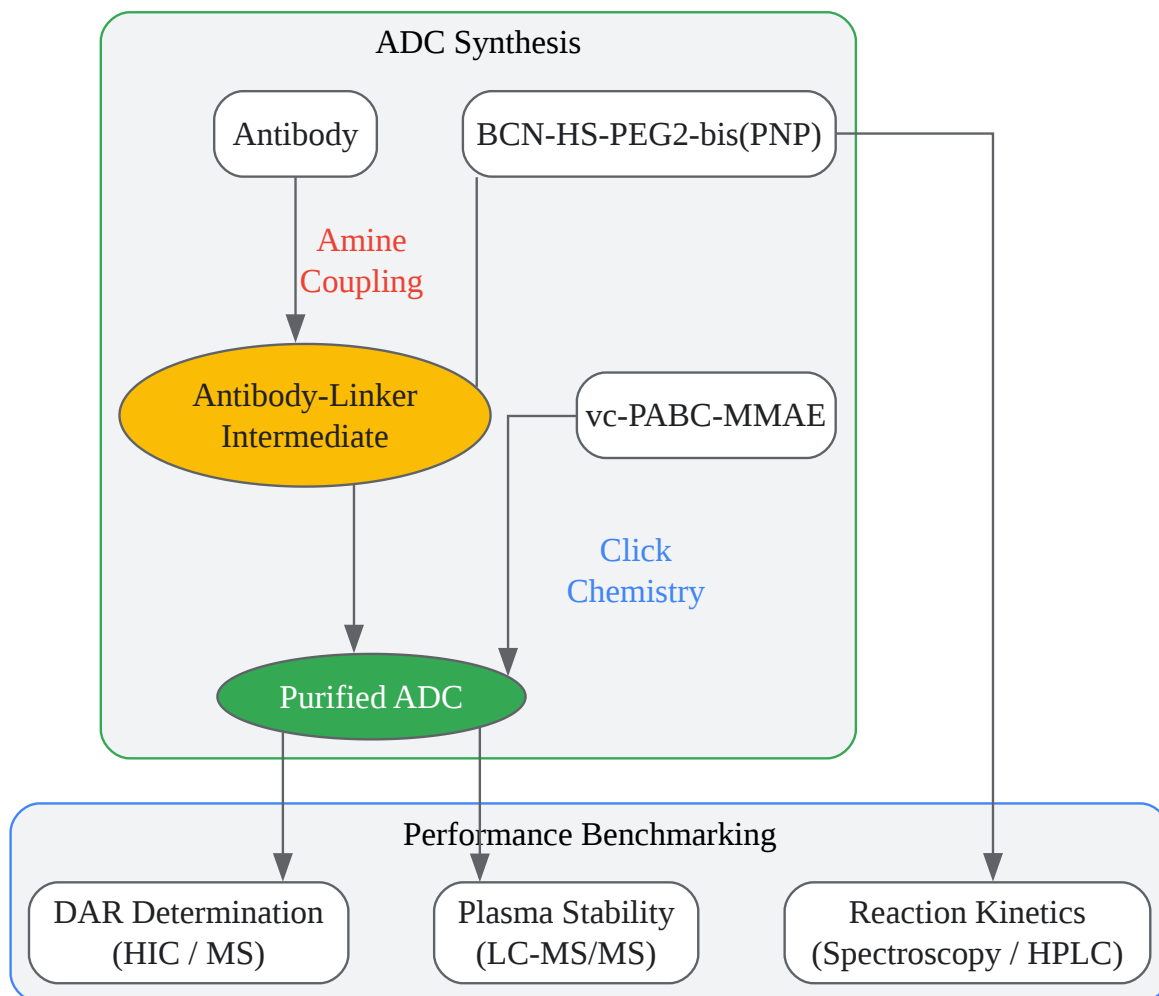 ADC Synthesis
Antibody
BCN-HS-PEG2-bis(PNP)
Amine
Coupling
Antibody-Linker
Intermediate
vc-PABC-MMAE
Click
Chemistry
Purified ADC
Performance Benchmarking
DAR Determination
(HIC / MS)
Plasma Stability
(LC-MS/MS)
Reaction Kinetics
(Spectroscopy / HPLC)